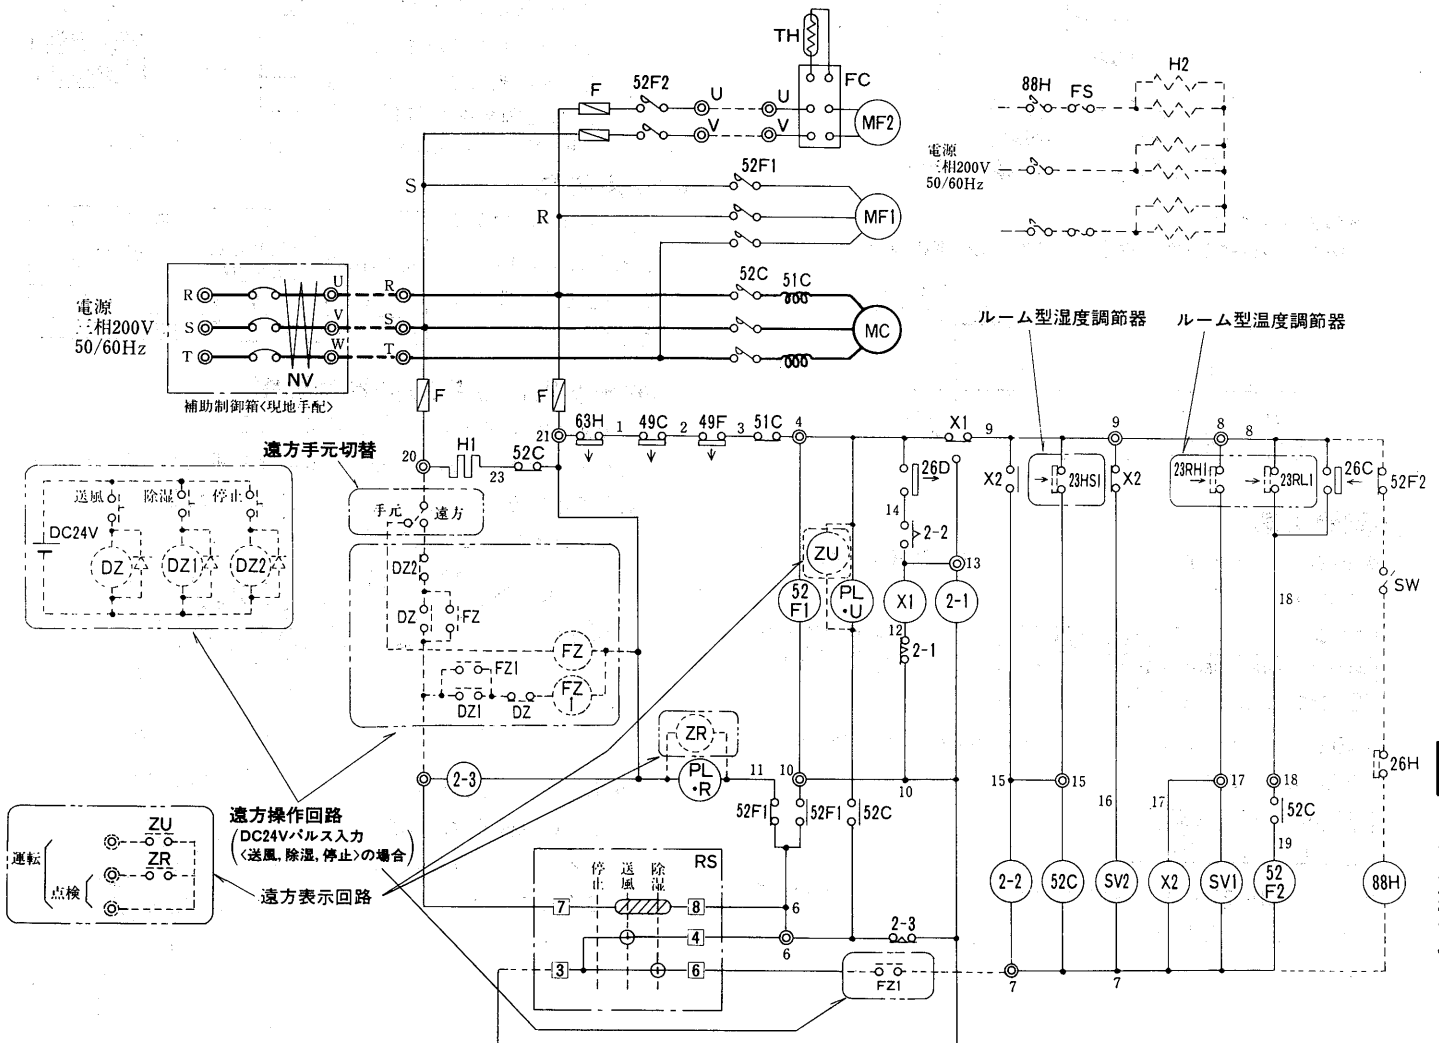 TH
FC
F
52F2
U
U
V
V
MF2
52F1
S
R
MF1
88H
FS
H2
電源
三相200V
50/60Hz
電源
三相200V
50/60Hz
R
S
T
U
V
W
R
S
T
NV
補助制御箱<現地手配>
52C
51C
MC
ルーム型湿度調節器
ルーム型温度調節器
F
F
21
63H
1
49C
2
49F
3
51C
4
X1
9
9
8
8
遠方手元切替
20
H1
23
52C
手元
遠方
送風
除湿
停止
DC24V
DZ
DZ1
DZ2
DZ2
DZ
FZ
FZ
FZ1
DZ1
DZ
FZ
I
26D
14
2-2
13
ZU
52
F1
PL
・U
X1
2-1
12
2-1
X2
23HS1
X2
23RH1
23RL1
26C
52F2
18
SW
26H
2-3
ZR
PL
・R
11
10
10
52F1
52F1
52C
15
15
16
17
17
18
52C
19
遠方操作回路
(DC24Vパルス入力
<送風,除湿,停止>の場合)
遠方表示回路
運転
点検
ZU
ZR
RS
停止
送風
除湿
7
8
4
3
6
6
6
2-3
FZ1
2-2
52C
SV2
X2
SV1
52
F2
88H
7
7